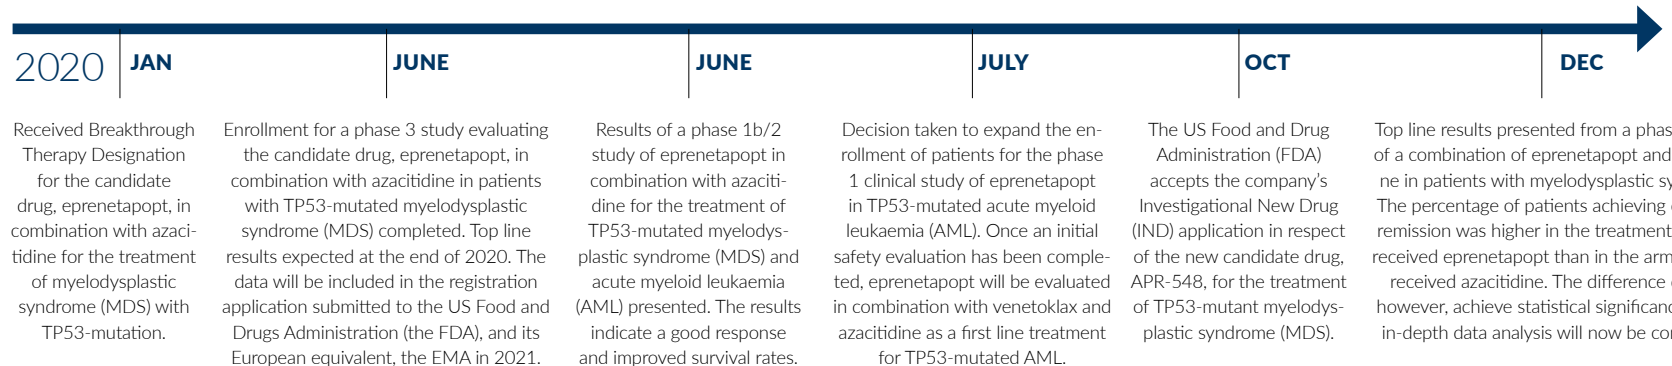 2020
JAN
Received Breakthrough
Therapy Designation
for the candidate
drug, eprenetapopt, in
combination with azaci-
tidine for the treatment
of myelodysplastic
syndrome (MDS) with
TP53-mutation.
JUNE
Enrollment for a phase 3 study evaluating
the candidate drug, eprenetapopt, in
combination with azacitidine in patients
with TP53-mutated myelodysplastic
syndrome (MDS) completed. Top line
results expected at the end of 2020. The
data will be included in the registration
application submitted to the US Food and
Drugs Administration (the FDA), and its
European equivalent, the EMA in 2021.
JUNE
Results of a phase 1b/2
study of eprenetapopt in
combination with azaciti-
dine for the treatment of
TP53-mutated myelodys-
plastic syndrome (MDS) and
acute myeloid leukaemia
(AML) presented. The results
indicate a good response
and improved survival rates.
JULY
Decision taken to expand the en-
rollment of patients for the phase
1 clinical study of eprenetapopt
in TP53-mutated acute myeloid
leukaemia (AML). Once an initial
safety evaluation has been comple-
ted, eprenetapopt will be evaluated
in combination with venetoklax and
azacitidine as a first line treatment
for TP53-mutated AML.
OCT
The US Food and Drug
Administration (FDA)
accepts the company's
Investigational New Drug
(IND) application in respect
of the new candidate drug,
APR-548, for the treatment
of TP53-mutant myelodys-
plastic syndrome (MDS).
DEC
Top line results presented from a phas
of a combination of eprenetapopt and
ne in patients with myelodysplastic sy
The percentage of patients achieving
remission was higher in the treatment
received eprenetapopt than in the arm
received azacitidine. The difference
however, achieve statistical significanc
in-depth data analysis will now be co